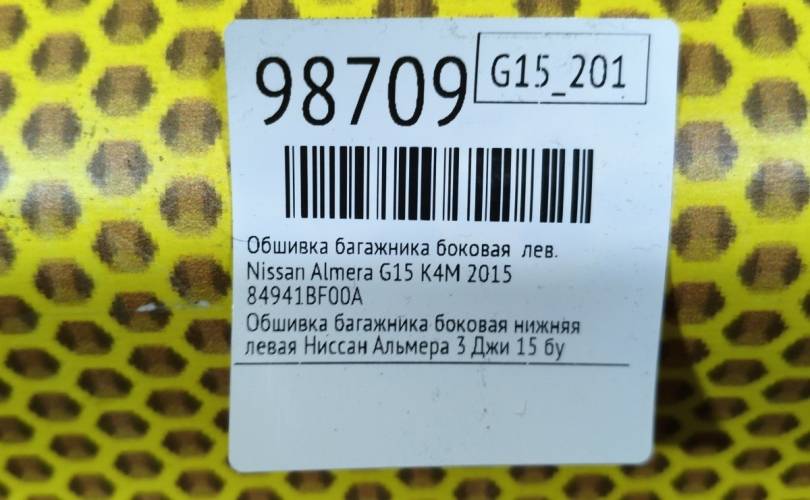 98709
G15_201
Обшивка багажника боковая лев.
Nissan Almera G15 K4M 2015
84941BF00A
Обшивка багажника боковая нижняя
левая Ниссан Альмера 3 Джи 15 бу